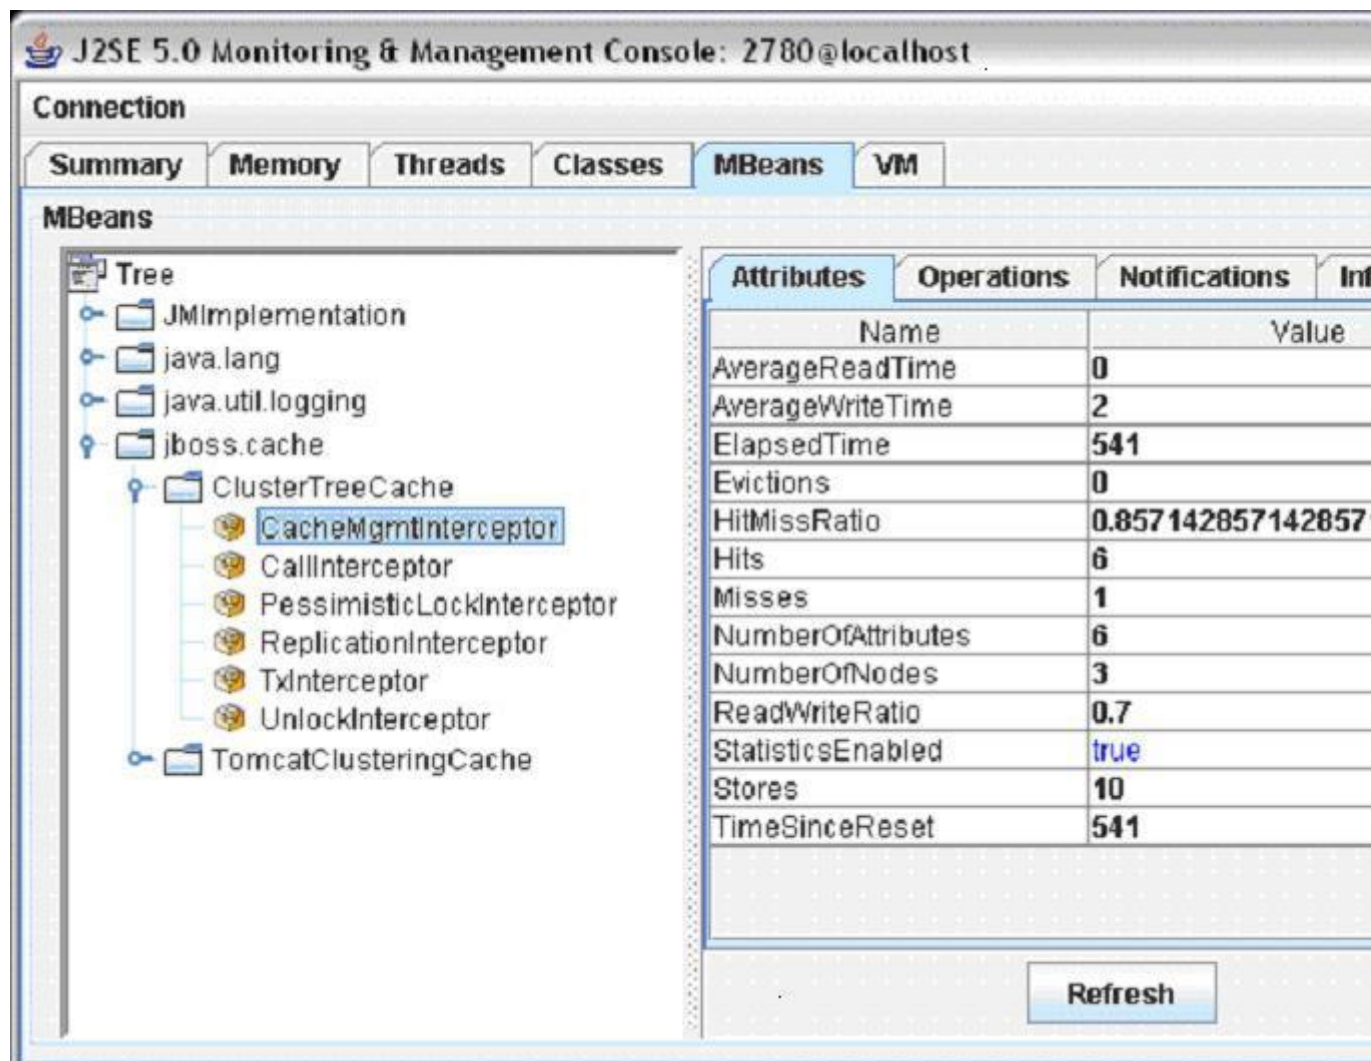 J2SE 5.0 Monitoring & Management Console: 2780@localhost
Connection
Summary Memory Threads Classes MBeans VM
MBeans
Tree
JMImplementation
java.lang
java.util.logging
jboss.cache
ClusterTreeCache
CacheMgmtInterceptor
CallInterceptor
PessimisticLockInterceptor
ReplicationInterceptor
TxInterceptor
UnlockInterceptor
TomcatClusteringCache
Attributes Operations Notifications Inf
Name Value
AverageReadTime 0
AverageWriteTime 2
ElapsedTime 541
Evictions 0
HitMissRatio 0.857142857142857
Hits 6
Misses 1
NumberOfAttributes 6
NumberOfNodes 3
ReadWriteRatio 0.7
StatisticsEnabled true
Stores 10
TimeSinceReset 541
Refresh